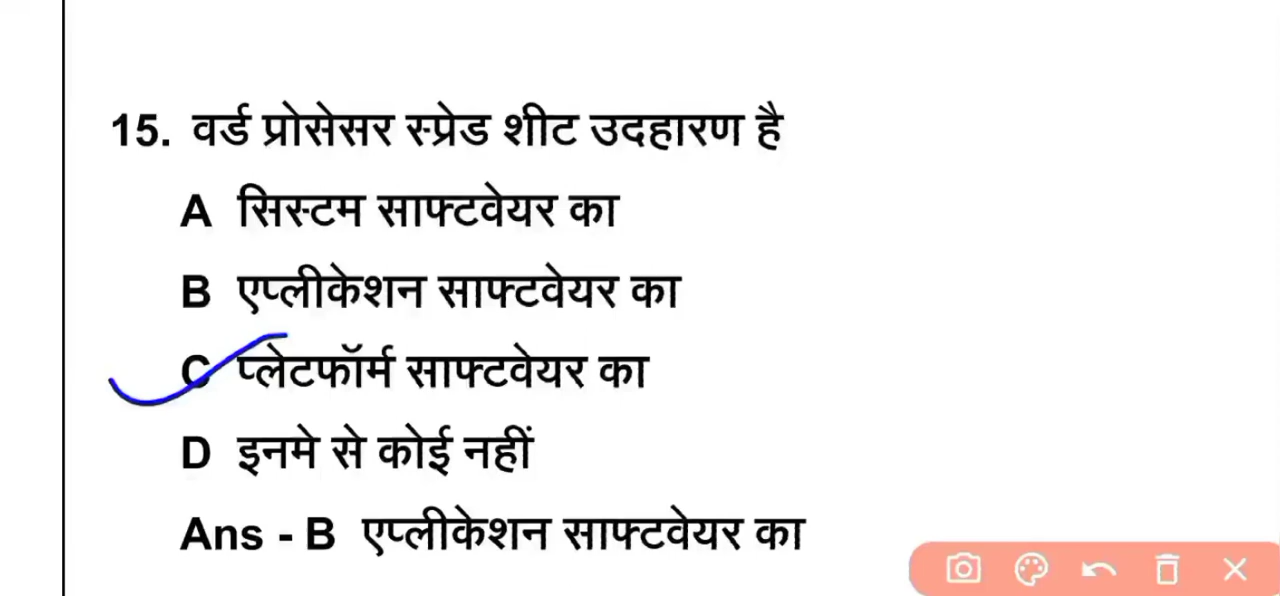 15. वर्ड प्रोसेसर स्प्रेड शीट उदहारण है
A सिस्टम साफ्टवेयर का
B एप्लीकेशन साफ्टवेयर का
C प्लेटफॉर्म साफ्टवेयर का
D इनमे से कोई नहीं
Ans - B एप्लीकेशन साफ्टवेयर का